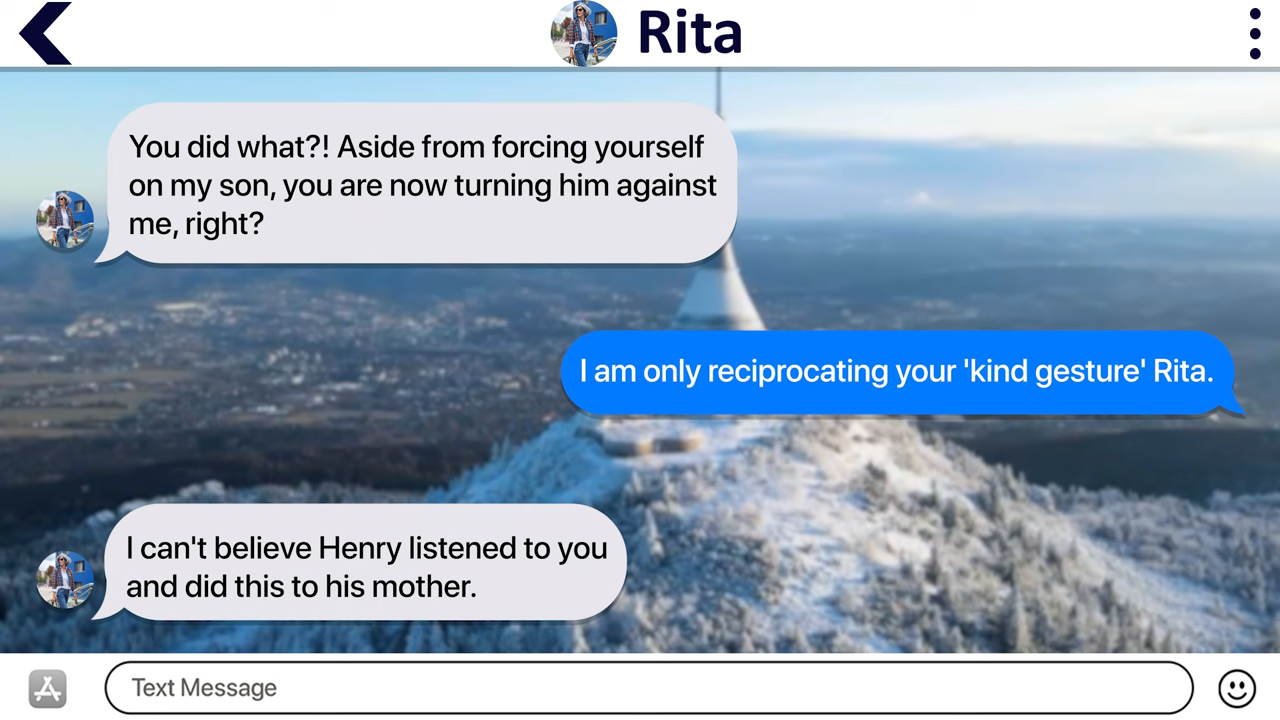 Rita
You did what?! Aside from forcing yourself
on my son, you are now turning him against
me, right?
I am only reciprocating your 'kind gesture' Rita.
I can't believe Henry listened to you
and did this to his mother.
Text Message